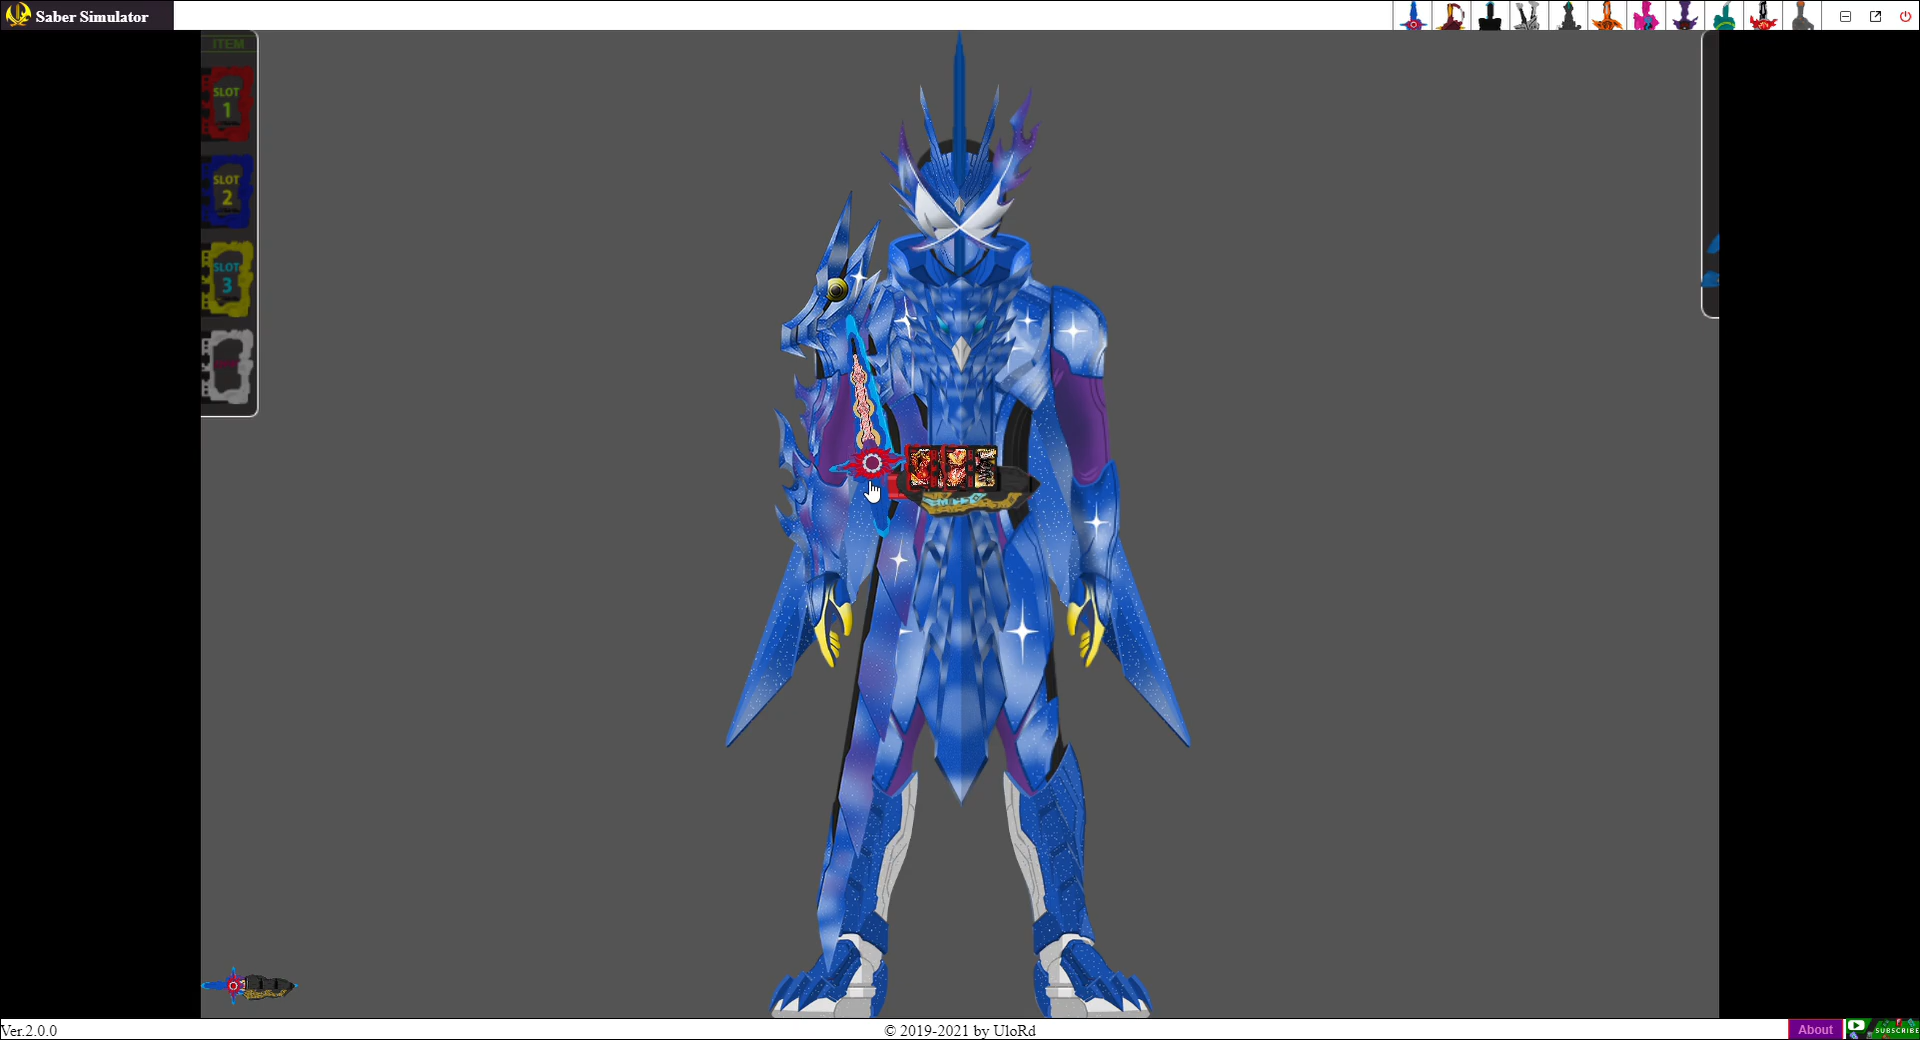 Saber Simulator
ITEM
SLOT
1
SLOT
2
SLOT
3
Ver.2.0.0
© 2019-2021 by UloRd
About
SUBSCRIBE